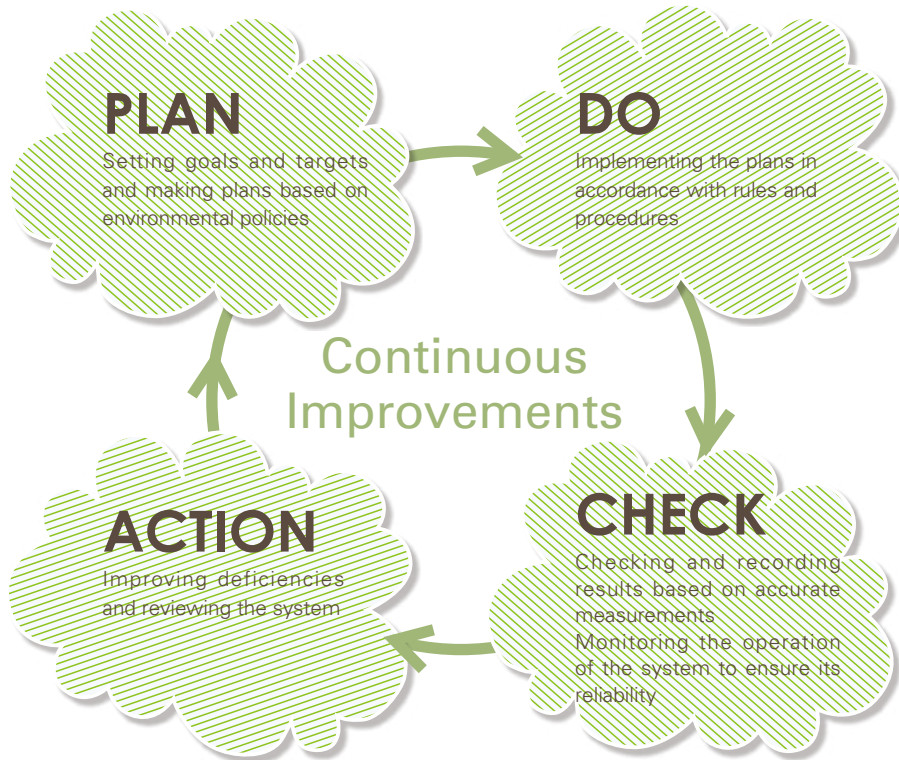 PLAN
Setting goals and targets
and making plans based on
environmental policies
DO
Implementing the plans in
accordance with rules and
procedures
Continuous
Improvements
ACTION
Improving deficiencies
and reviewing the system
CHECK
Checking and recording
results based on accurate
measurements
Monitoring the operation
of the system to ensure its
reliability